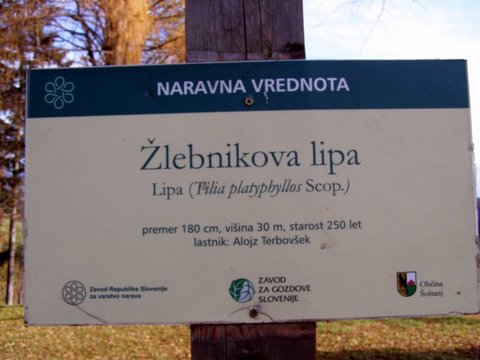 NARAVNA VREDNOTA
Žlebnikova lipa
Lipa (Tilia platyphyllos Scop.)
premer 180 cm, višina 30 m, starost 250 let
lastnik: Alojz Terbovšek
Zavod Republike Slovenije
za varstvo narave
ZAVOD
ZA GOZDOVE
SLOVENIJE
Občina
Šoštanj